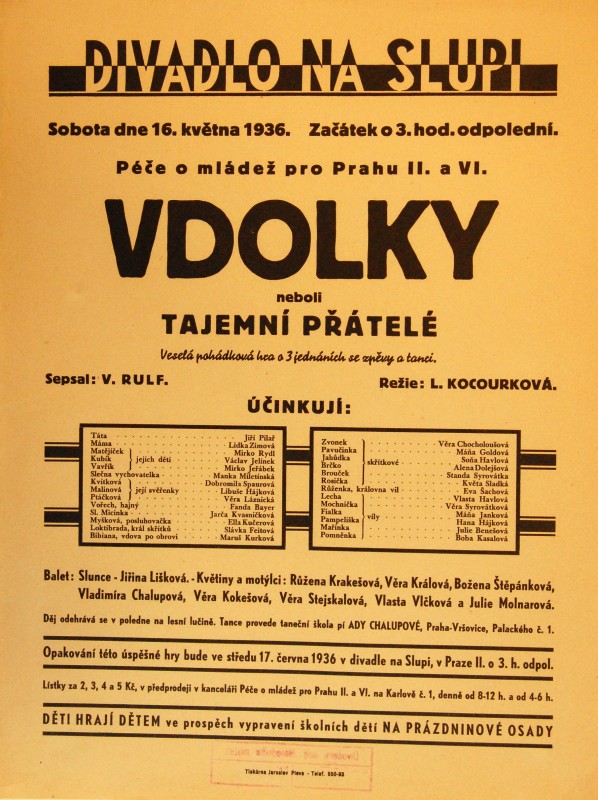 DIVADLO NA SLUPI
Sobota dne 16. května 1936. Začátek o 3. hod. odpolední.
Péče o mládež pro Prahu II. a VI.
VDOLKY
neboli
TAJEMNÍ PŘÁTELÉ
Veselá pohádková hra o 3 jednáních se zpěvy a tanci.
Sepsal: V. RULF.
Režie: L. KOCOURKOVÁ.
ÚČINKUJÍ:
Táta Jiří Pilař
Máma Lidka Zimová
Matějíček Mirko Rydl
Kubík jejich děti Václav Jelínek
Vavřík Mirko Jeřábek
Slečna vychovatelka Manka Miletínská
Kvítková Dobromila Spaurová
Malinová její svěřenky Libuše Hájková
Ptáčková Věra Láznická
Vořech, hajný Fanda Bayer
Sl. Micinka Jarča Kvasničková
Myšková, posluhovačka Ella Kučerová
Loktibrada, král skřítků Slávka Feitová
Bibiana, vdova po obrovi Maruš Kurková
Zvonek Věra Chocholoušová
Pavučinka Máňa Goldová
Jahůdka skřítkové Soňa Havlová
Brčko Alena Dolejšová
Brouček Standa Syrovátka
Rosička Květa Sladká
Růženka, královna víl Eva Sachová
Lecha Vlasta Havlová
Mochnička Věra Syrovátková
Fialka víly Máňa Janková
Pampeliška Hana Hájková
Mařinka Julie Benešová
Pomněnka Boba Kasalová
Balet: Slunce - Jiřina Lišková. - Květiny a motýlci: Růžena Krakešová, Věra Králová, Božena Štěpánková,
Vladimíra Chalupová, Věra Kokešová, Věra Stejskalová, Vlasta Vlčková a Julie Molnarová.
Děj odehrává se v poledne na lesní lučině. Tance provede taneční škola pí ADY CHALUPOVÉ, Praha-Vršovice, Palackého č. 1.
Opakování této úspěšné hry bude ve středu 17. června 1936 v divadle na Slupi, v Praze II. o 3. h. odpol.
Lístky za 2, 3, 4 a 5 Kč, v předprodeji v kanceláři Péče o mládež pro Prahu II. a VI. na Karlově č. 1, denně od 8-12 h. a od 4-6 h.
DĚTI HRAJÍ DĚTEM ve prospěch vypravení školních dětí NA PRÁZDNINOVÉ OSADY
Tiskárna Jaroslav Plava - Telef. 500-93